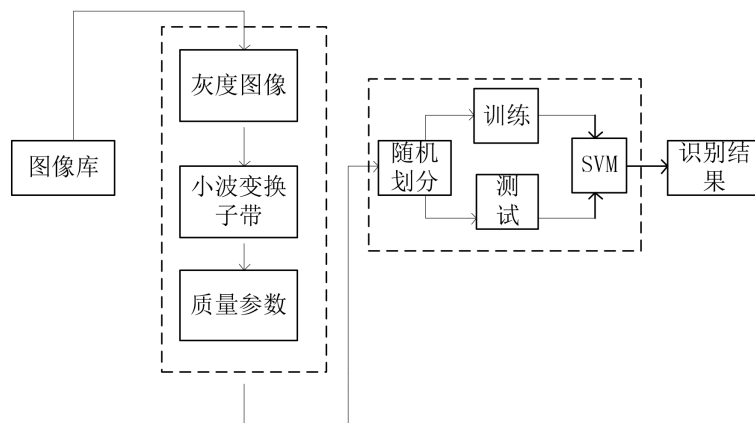 图像库
灰度图像
小波变换
子带
质量参数
随机
划分
训练
测
试
SVM
识别结
果